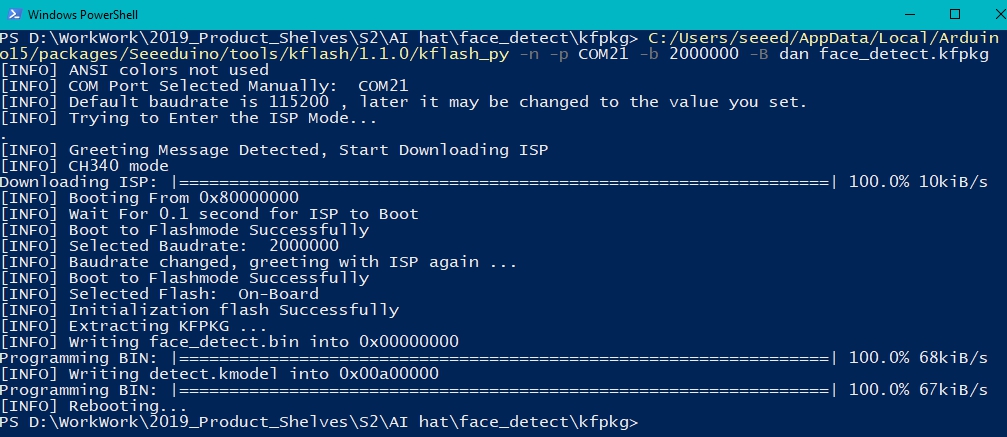 Windows PowerShell
PS D:\WorkWork\2019_Product_Shelves\S2\AI hat\face_detect\kfpkg> C:/Users/seeed/AppData/Local/Arduin
o15/packages/Seeeduino/tools/kflash/1.1.0/kflash_py -n -p COM21 -b 2000000 -B dan face_detect.kfpkg
[INFO] ANSI colors not used
[INFO] COM Port Selected Manually:  COM21
[INFO] Default baudrate is 115200 , later it may be changed to the value you set.
[INFO] Trying to Enter the ISP Mode...
.
[INFO] Greeting Message Detected, Start Downloading ISP
[INFO] CH340 mode
Downloading ISP: |=================================================================| 100.0% 10kiB/s
[INFO] Booting From 0x80000000
[INFO] Wait For 0.1 second for ISP to Boot
[INFO] Boot to Flashmode Successfully
[INFO] Selected Baudrate:  2000000
[INFO] Baudrate changed, greeting with ISP again ...
[INFO] Boot to Flashmode Successfully
[INFO] Selected Flash:  On-Board
[INFO] Initialization flash Successfully
[INFO] Extracting KFPKG ...
[INFO] Writing face_detect.bin into 0x00000000
Programming BIN: |=================================================================| 100.0% 68kiB/s
[INFO] Writing detect.kmodel into 0x00a00000
Programming BIN: |=================================================================| 100.0% 67kiB/s
[INFO] Rebooting...
PS D:\WorkWork\2019_Product_Shelves\S2\AI hat\face_detect\kfpkg>